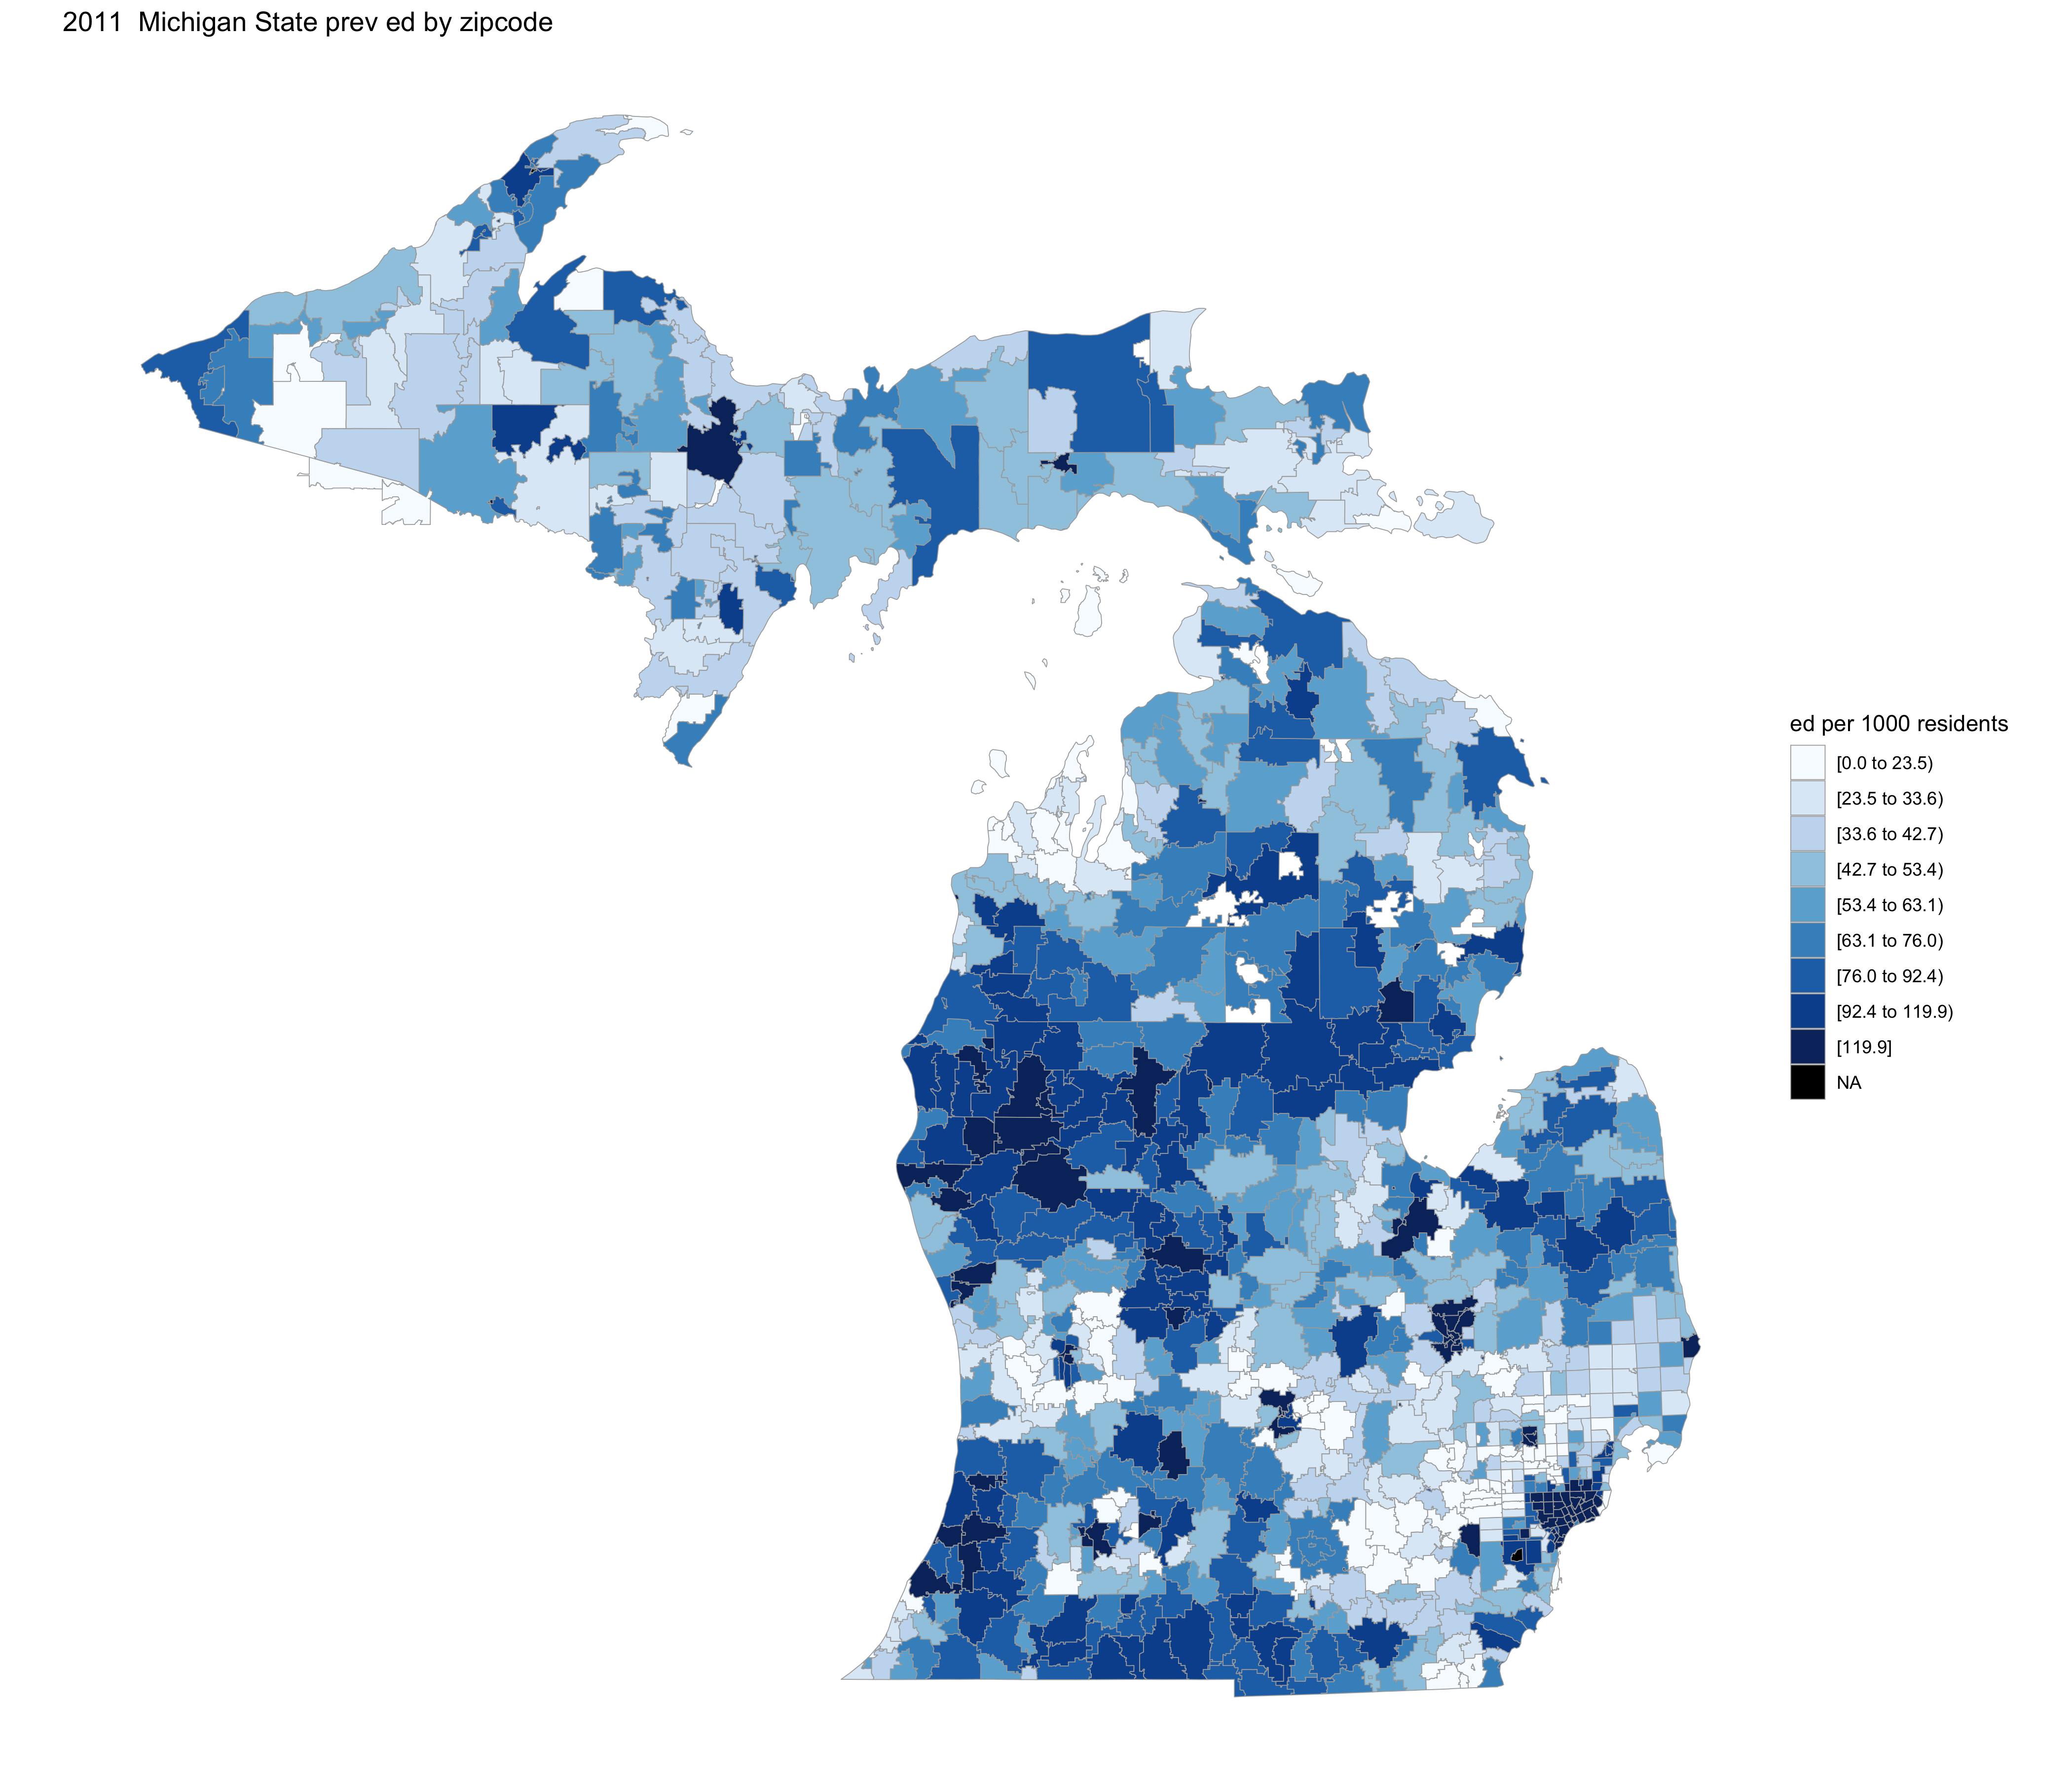 2011  Michigan State prev ed by zipcode
ed per 1000 residents
[0.0 to 23.5)
[23.5 to 33.6)
[33.6 to 42.7)
[42.7 to 53.4)
[53.4 to 63.1)
[63.1 to 76.0)
[76.0 to 92.4)
[92.4 to 119.9)
[119.9]
NA